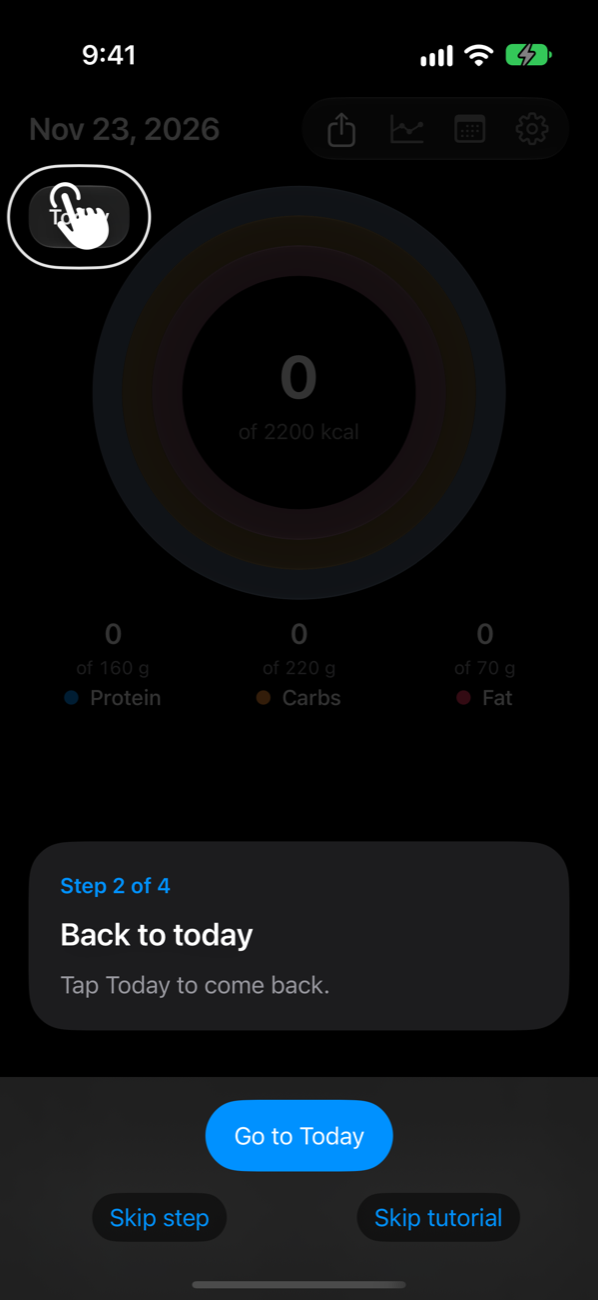 9:41
Nov 23, 2026
Today
0
of 2200 kcal
0 0 0
of 160 g of 220 g of 70 g
Protein Carbs Fat
Step 2 of 4
Back to today
Tap Today to come back.
Go to Today
Skip step Skip tutorial